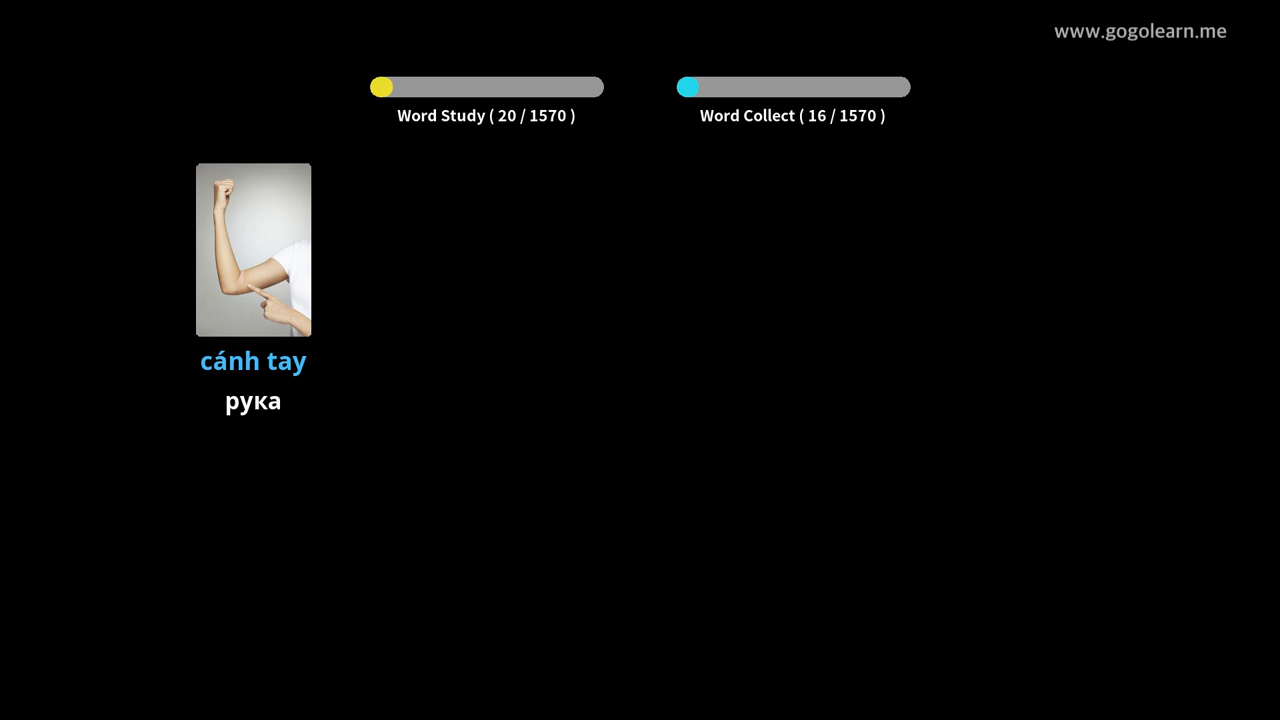 www.gogolearn.me
Word Study ( 20 / 1570 )
Word Collect ( 16 / 1570 )
cánh tay
рука